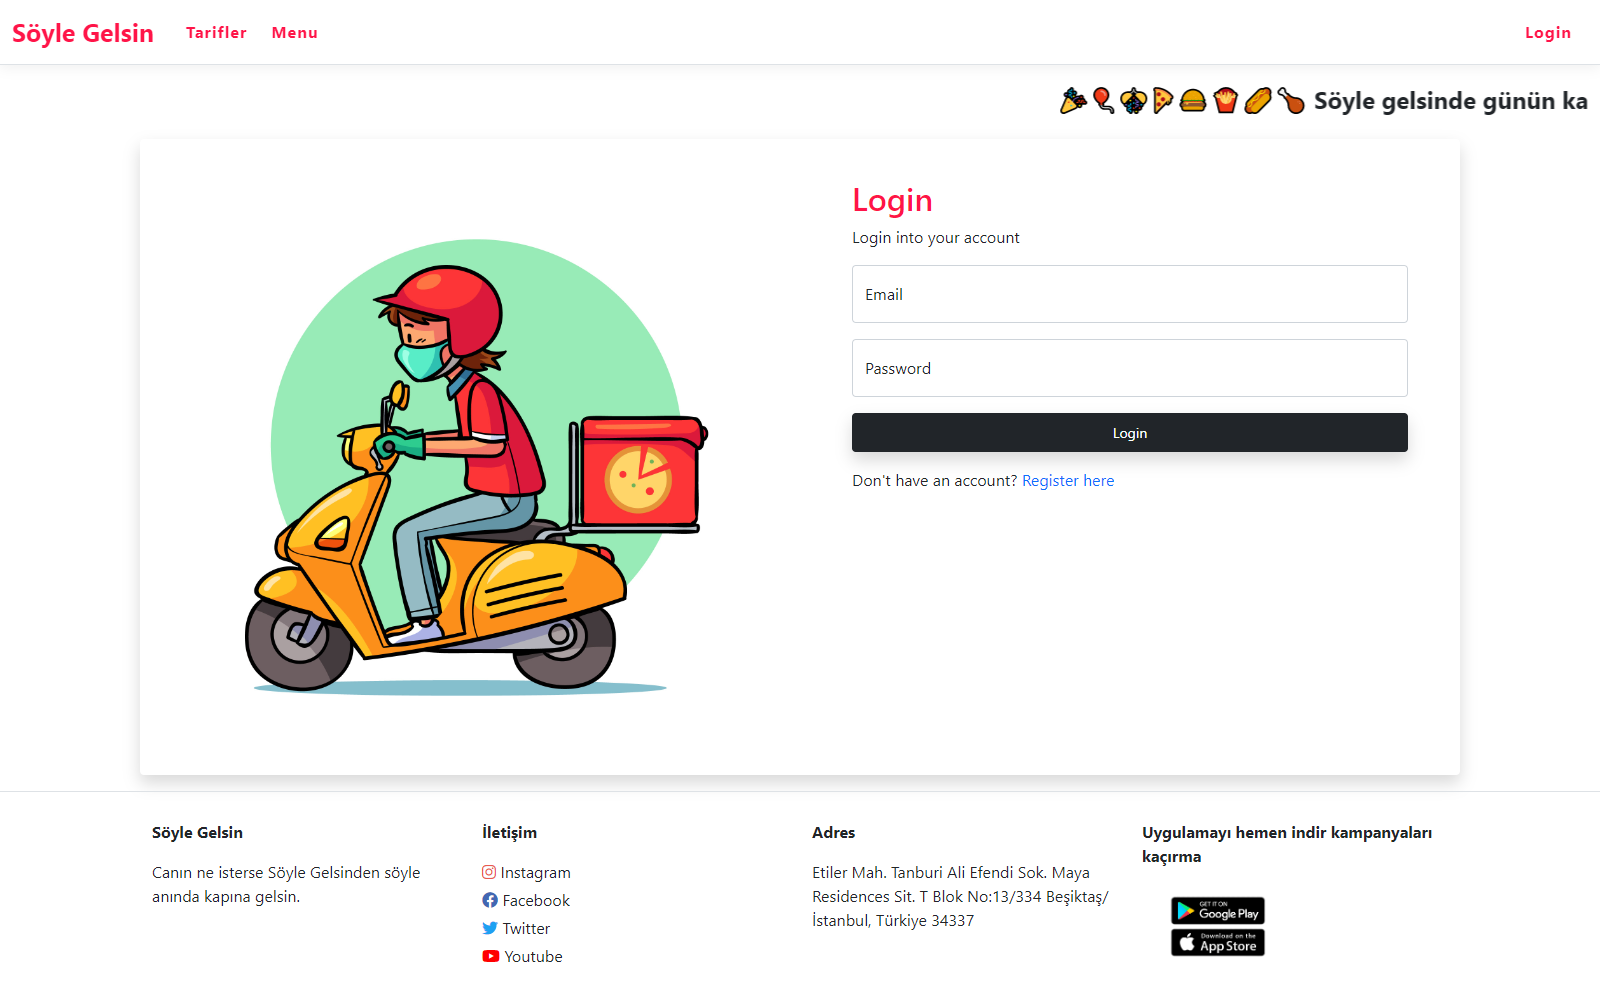 Söyle Gelsin Tarifler Menu Login
Söyle gelsinde günün ka
Login
Login into your account
Email
Password
Login
Don't have an account? Register here
Söyle Gelsin
Canın ne isterse Söyle Gelsinden söyle
anında kapına gelsin.
İletişim
Instagram
Facebook
Twitter
Youtube
Adres
Etiler Mah. Tanburi Ali Efendi Sok. Maya
Residences Sit. T Blok No:13/334 Beşiktaş/
İstanbul, Türkiye 34337
Uygulamayı hemen indir kampanyaları
kaçırma
GET IT ON
Google Play
Download on the
App Store